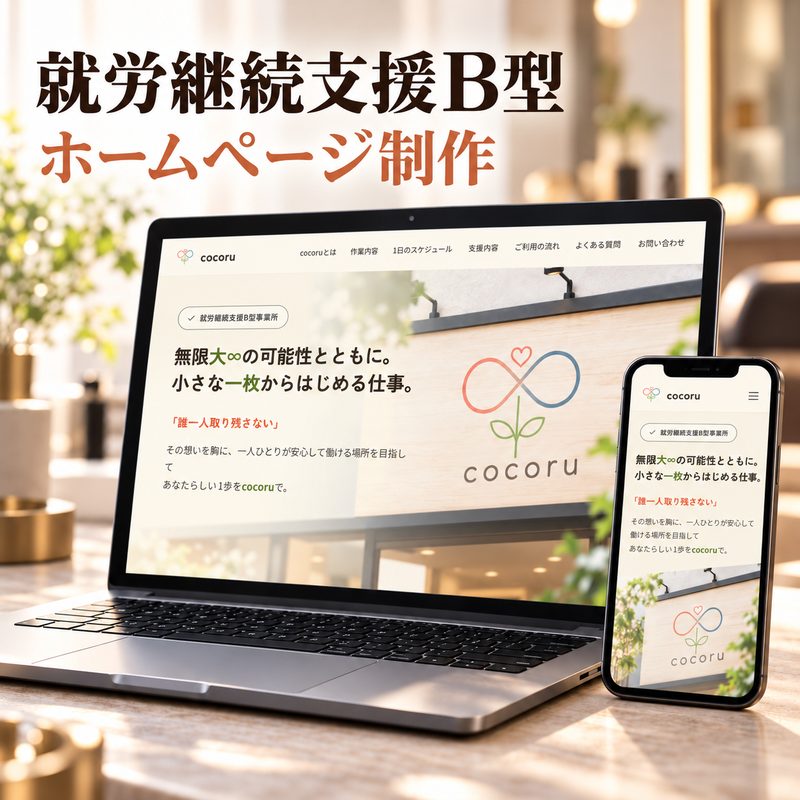 就労継続支援B型
ホームページ制作
cocoru
cocoruとは
作業内容
1日のスケジュール
支援内容
ご利用の流れ
よくある質問
お問い合わせ
就労継続支援B型事業所
無限大∞の可能性とともに。
小さな一枚からはじめる仕事。
「誰一人取り残さない」
その想いを胸に、一人ひとりが安心して働ける場所を目指し
て
あなたらしい1歩をcocoruで。
cocoru
cocoru
就労継続支援B型事業所
無限大∞の可能性とともに。
小さな一枚からはじめる仕事。
「誰一人取り残さない」
その想いを胸に、一人ひとりが安心して
働ける場所を目指して
あなたらしい1歩をcocoruで。
cocoru